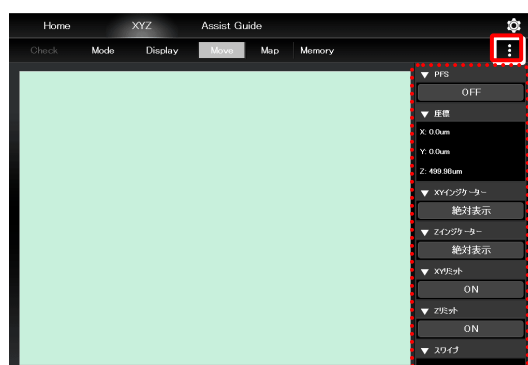 Home XYZ Assist Guide
Check Mode Display Move Map Memory
▼ PFS
OFF
▼ 座標
X: 0.0um
Y: 0.0um
Z: 499.98um
▼ XYインジケーター
絶対表示
▼ Zインジケーター
絶対表示
▼ XYリミット
ON
▼ Zリミット
ON
▼ スワイプ